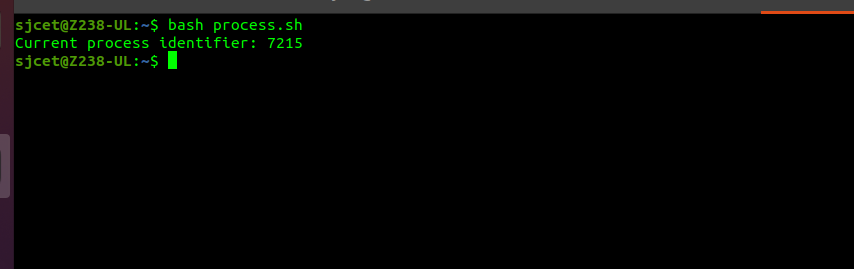 sjcet@Z238-UL:~$ bash process.sh
Current process identifier: 7215
sjcet@Z238-UL:~$